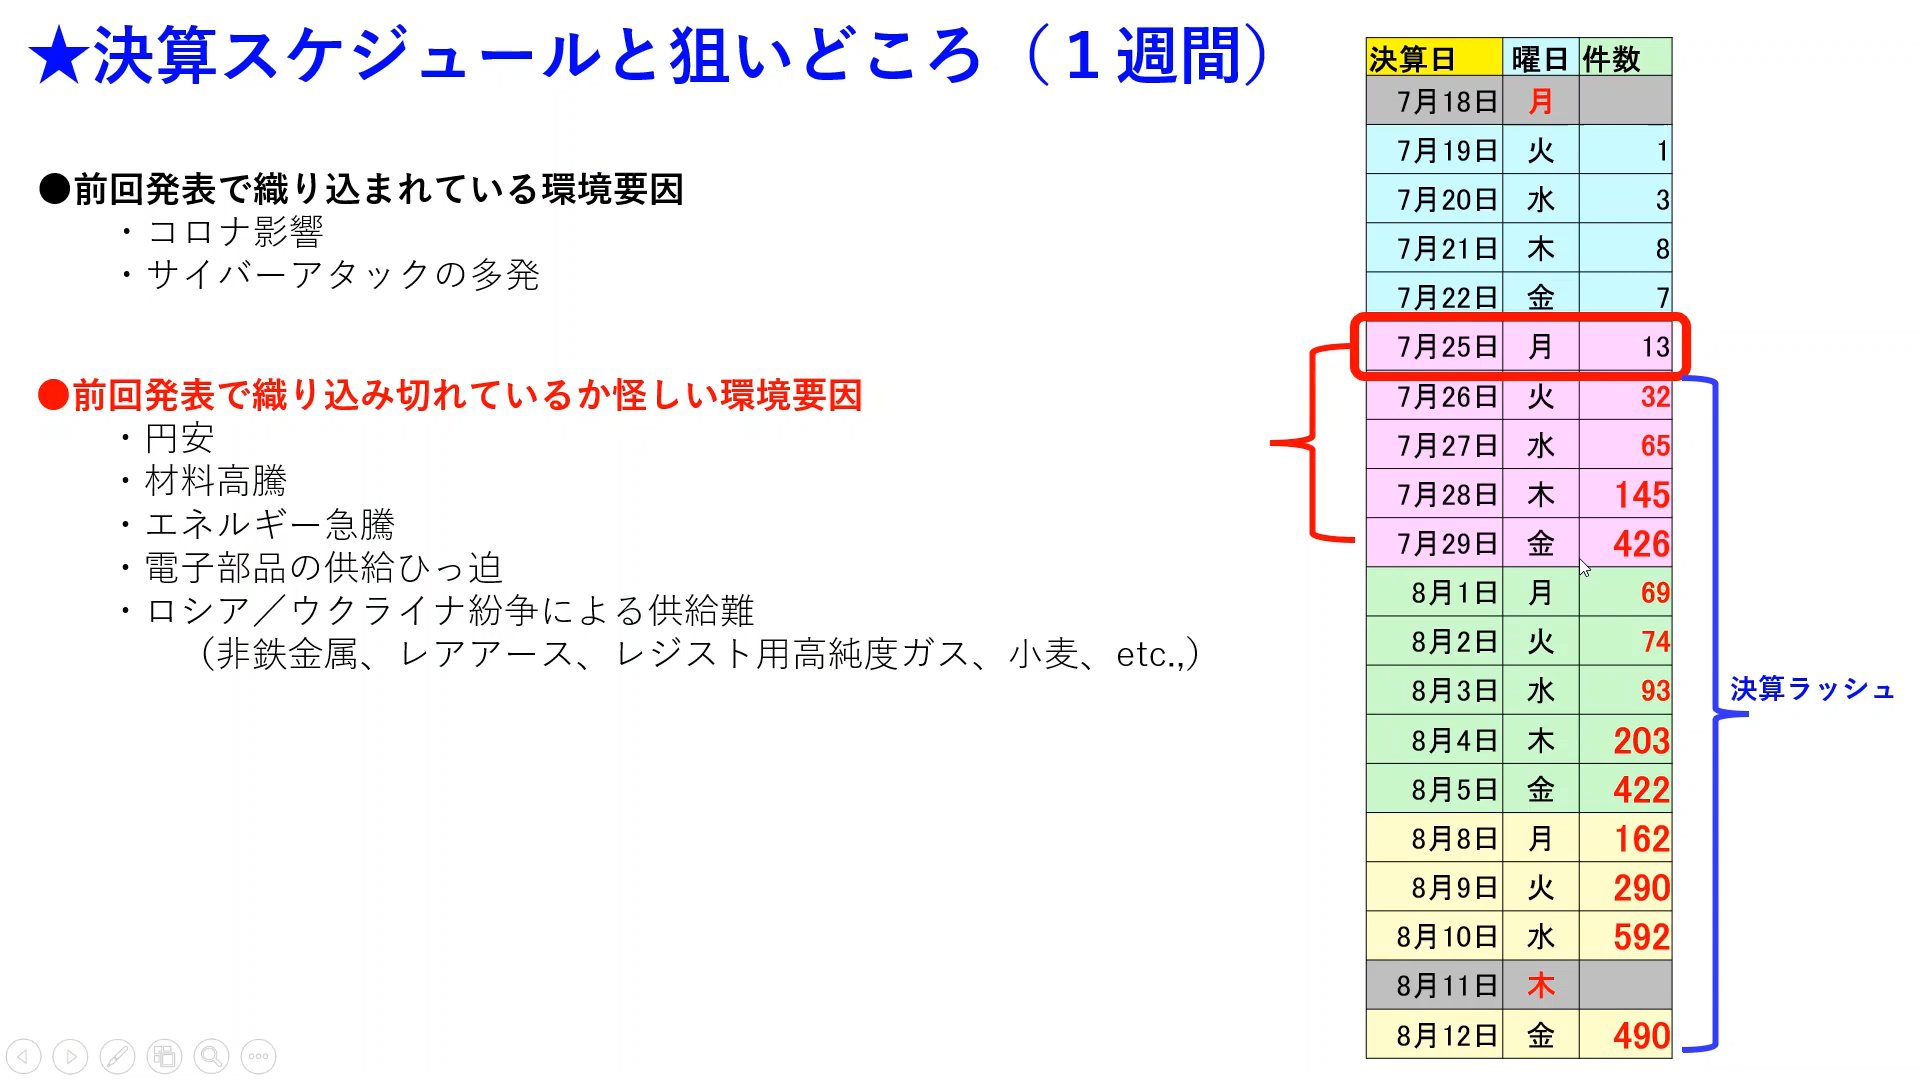 ★決算スケジュールと狙いどころ（１週間）
●前回発表で織り込まれている環境要因
・コロナ影響
・サイバーアタックの多発
●前回発表で織り込み切れているか怪しい環境要因
・円安
・材料高騰
・エネルギー急騰
・電子部品の供給ひっ迫
・ロシア／ウクライナ紛争による供給難
（非鉄金属、レアアース、レジスト用高純度ガス、小麦、etc.,）
決算日 曜日 件数
7月18日 月
7月19日 火 1
7月20日 水 3
7月21日 木 8
7月22日 金 7
7月25日 月 13
7月26日 火 32
7月27日 水 65
7月28日 木 145
7月29日 金 426
8月1日 月 69
8月2日 火 74
8月3日 水 93
8月4日 木 203
8月5日 金 422
8月8日 月 162
8月9日 火 290
8月10日 水 592
8月11日 木
8月12日 金 490
決算ラッシュ